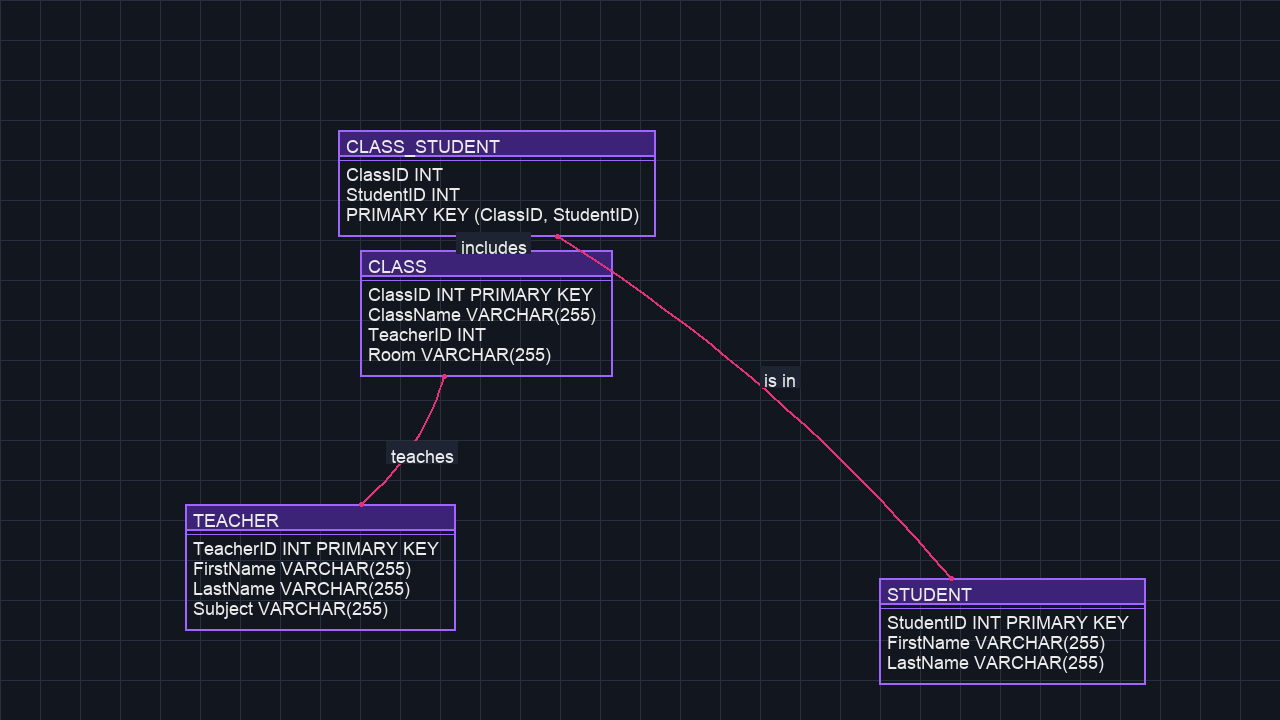 CLASS_STUDENT
ClassID INT
StudentID INT
PRIMARY KEY (ClassID, StudentID)
includes
CLASS
ClassID INT PRIMARY KEY
ClassName VARCHAR(255)
TeacherID INT
Room VARCHAR(255)
is in
teaches
TEACHER
TeacherID INT PRIMARY KEY
FirstName VARCHAR(255)
LastName VARCHAR(255)
Subject VARCHAR(255)
STUDENT
StudentID INT PRIMARY KEY
FirstName VARCHAR(255)
LastName VARCHAR(255)